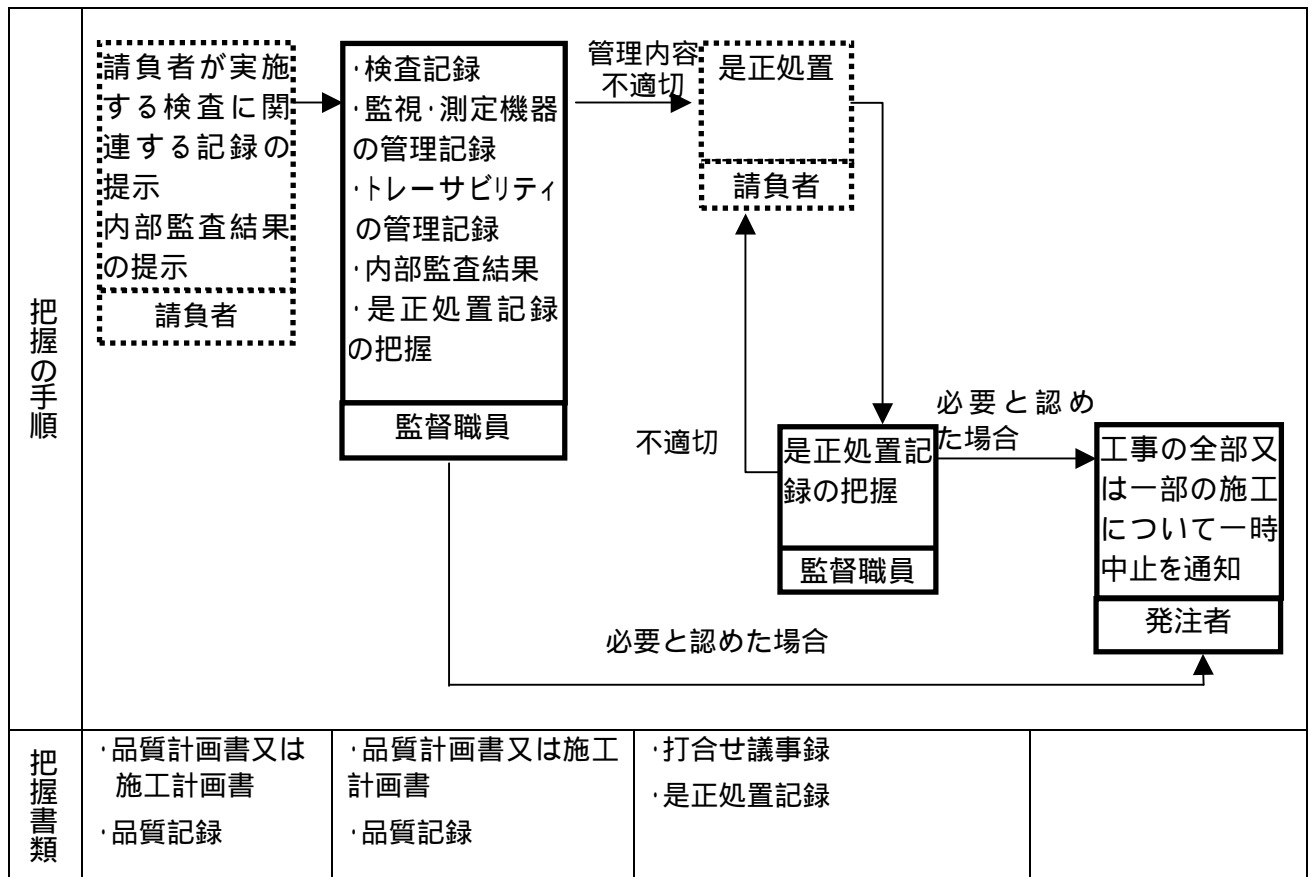 把握の手順
請負者が実施
する検査に関
連する記録の
提示
内部監査結果
の提示
請負者
·検査記録
·監視·測定機器
の管理記録
·トレーサビリティ
の管理記録
·内部監査結果
·是正処置記録
の把握
監督職員
管理内容
不適切
是正処置
請負者
不適切
是正処置記
録の把握
監督職員
必要と認め
た場合
工事の全部又
は一部の施工
について一時
中止を通知
発注者
必要と認めた場合
把握書類
·品質計画書又は
施工計画書
·品質記録
·品質計画書又は施工
計画書
·品質記録
·打合せ議事録
·是正処置記録